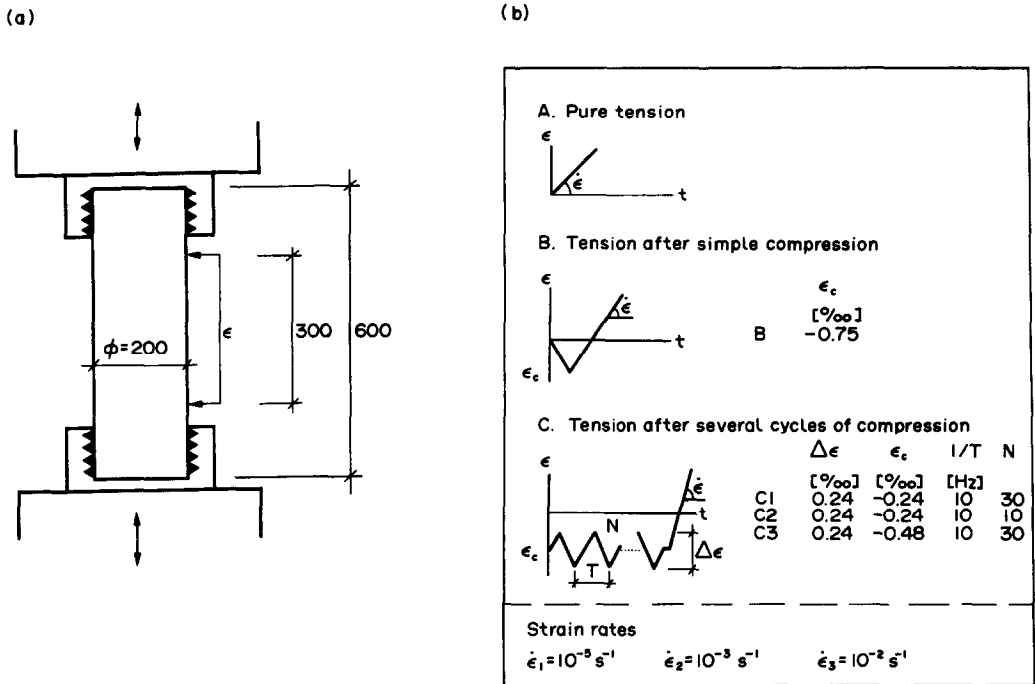 (a)
(b)
ϕ=200
ϵ
300
600
A. Pure tension
ϵ
ϵ̇
t
B. Tension after simple compression
ϵ
ϵ̇
t
ϵc
ϵc
[‰]
B −0.75
C. Tension after several cycles of compression
Δϵ ϵc 1/T N
[‰] [‰] [Hz]
C1 0.24 −0.24 10 30
C2 0.24 −0.24 10 10
C3 0.24 −0.48 10 30
ϵ
ϵ̇
t
N
ϵc
Δϵ
T
Strain rates
ϵ̇1=10⁻⁵ s⁻¹ ϵ̇2=10⁻³ s⁻¹ ϵ̇3=10⁻² s⁻¹